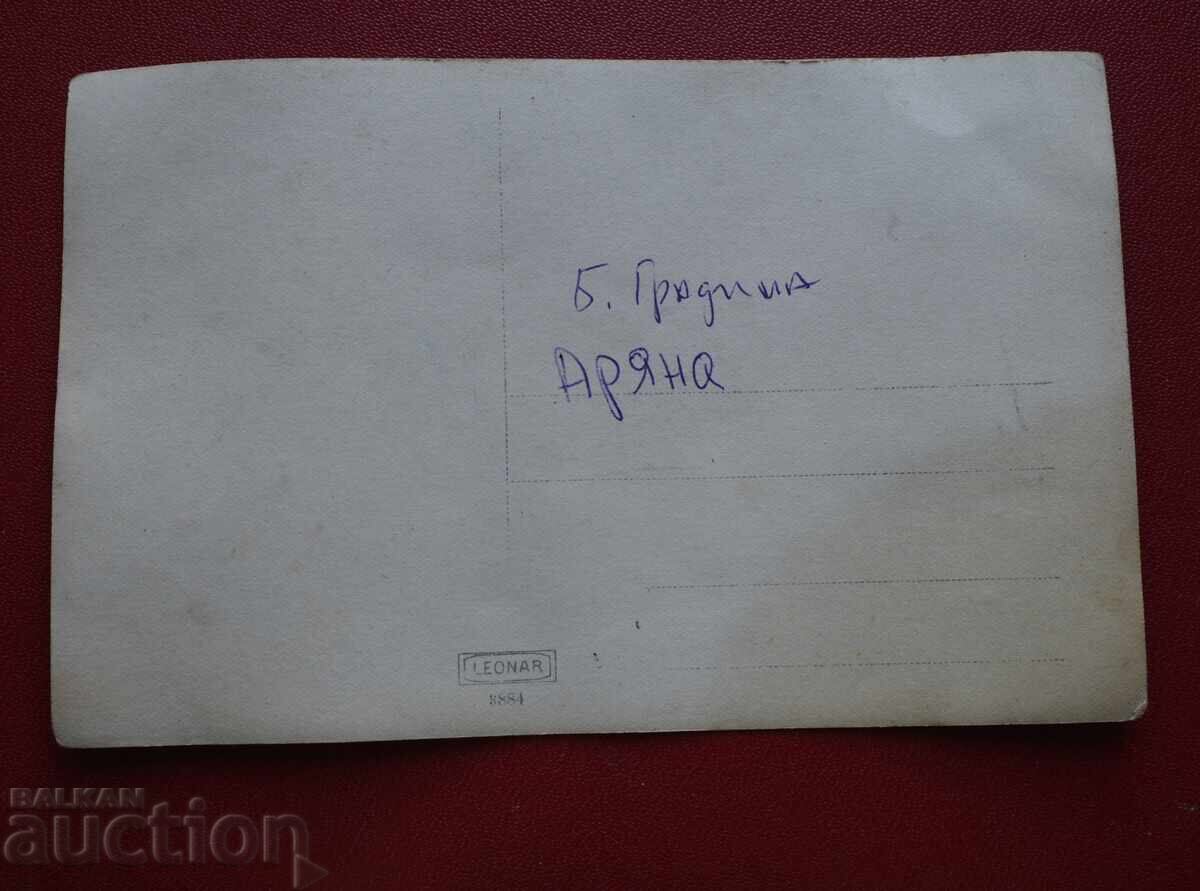 Б. Градина
Аряна
LEONAR
8884
BALKAN
auction